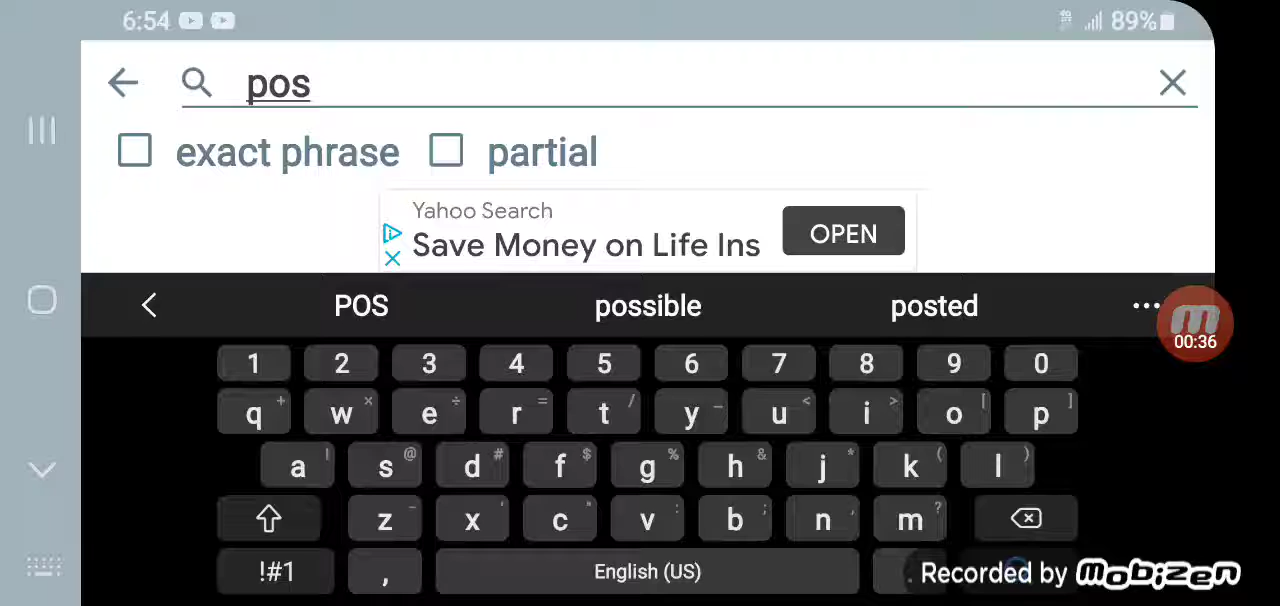 6:54 89%
pos
exact phrase partial
Yahoo Search
Save Money on Life Ins OPEN
POS possible posted
00:36
1 2 3 4 5 6 7 8 9 0
q + w × e ÷ r = t / y _ u < i > o [ p ]
a ! s @ d # f $ g % h & j * k ( l )
z - x ' c " v : b ; n , m ?
!#1 , English (US) .
Recorded by Mobizen